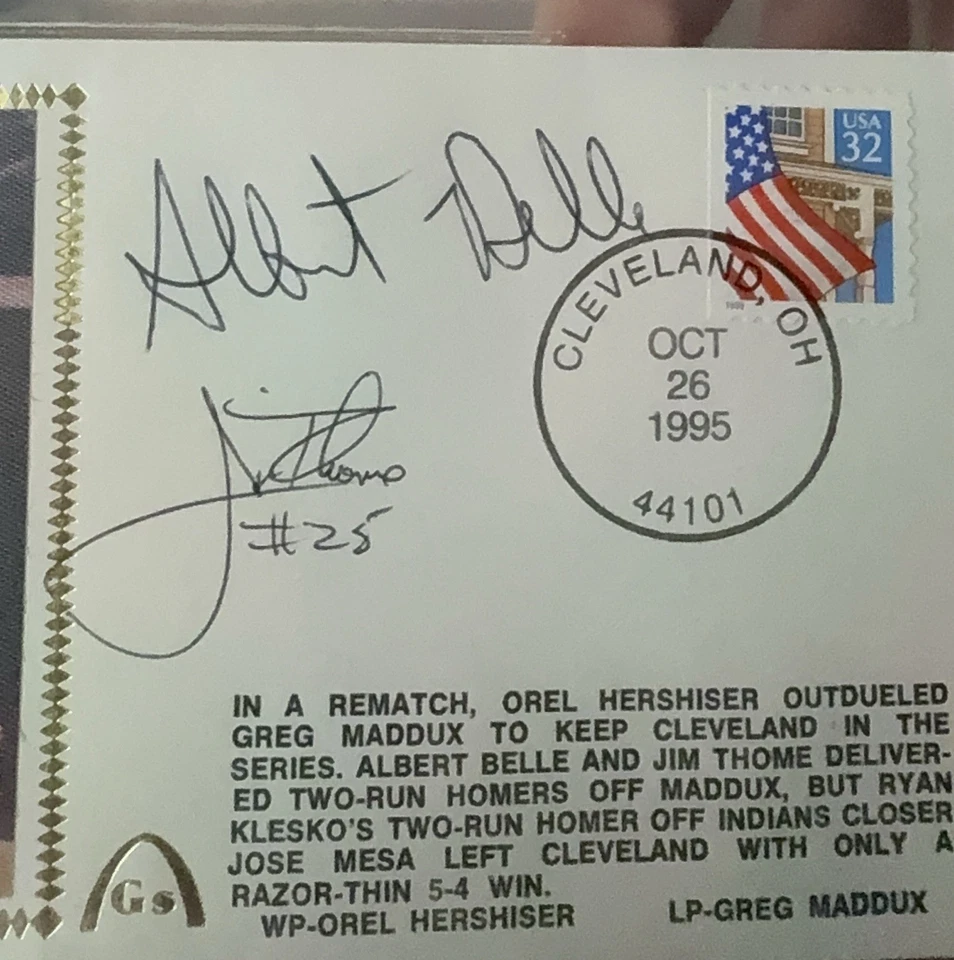 Albert Belle
USA
32
CLEVELAND, OH
OCT
26
1995
44101
Jim Thome
#25
IN A REMATCH, OREL HERSHISER OUTDUELED
GREG MADDUX TO KEEP CLEVELAND IN THE
SERIES. ALBERT BELLE AND JIM THOME DELIVER-
ED TWO-RUN HOMERS OFF MADDUX, BUT RYAN
KLESKO'S TWO-RUN HOMER OFF INDIANS CLOSER
JOSE MESA LEFT CLEVELAND WITH ONLY A
RAZOR-THIN 5-4 WIN.
WP-OREL HERSHISER LP-GREG MADDUX
Gs